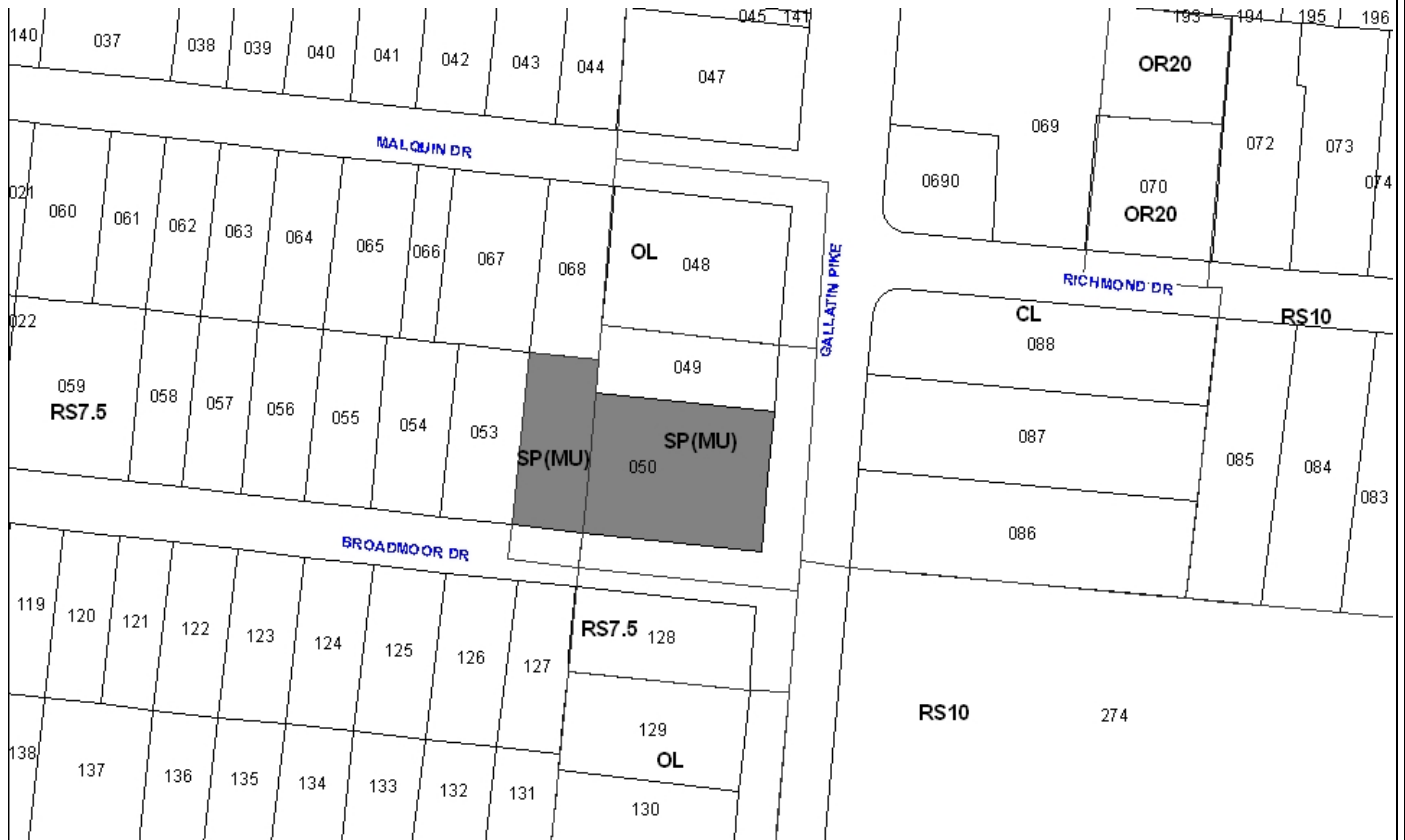 045 141
193 194 195 196
140 037 038 039 040 041 042 043 044 047
OR20
069 072 073
MALQUIN DR
0690 070 074
OR20
021 060 061 062 063 064 065 066 067 068
OL 048
GALLATIN PIKE
RICHMOND DR
022
CL RS10
088
049
059
RS7.5
058 057 056 055 054 053
SP(MU)
SP(MU)
050
087 085 084 083
086
BROADMOOR DR
119 120 121 122 123 124 125 126 127
RS7.5 128
RS10 274
129
OL
138 137 136 135 134 133 132 131 130